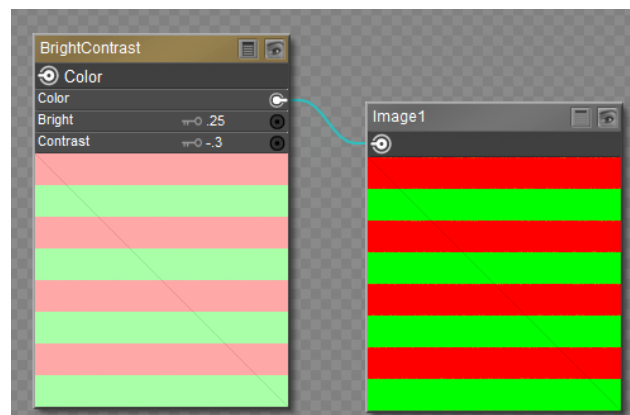 BrightContrast
Color
Color
Bright .25
Contrast -.3
Image1